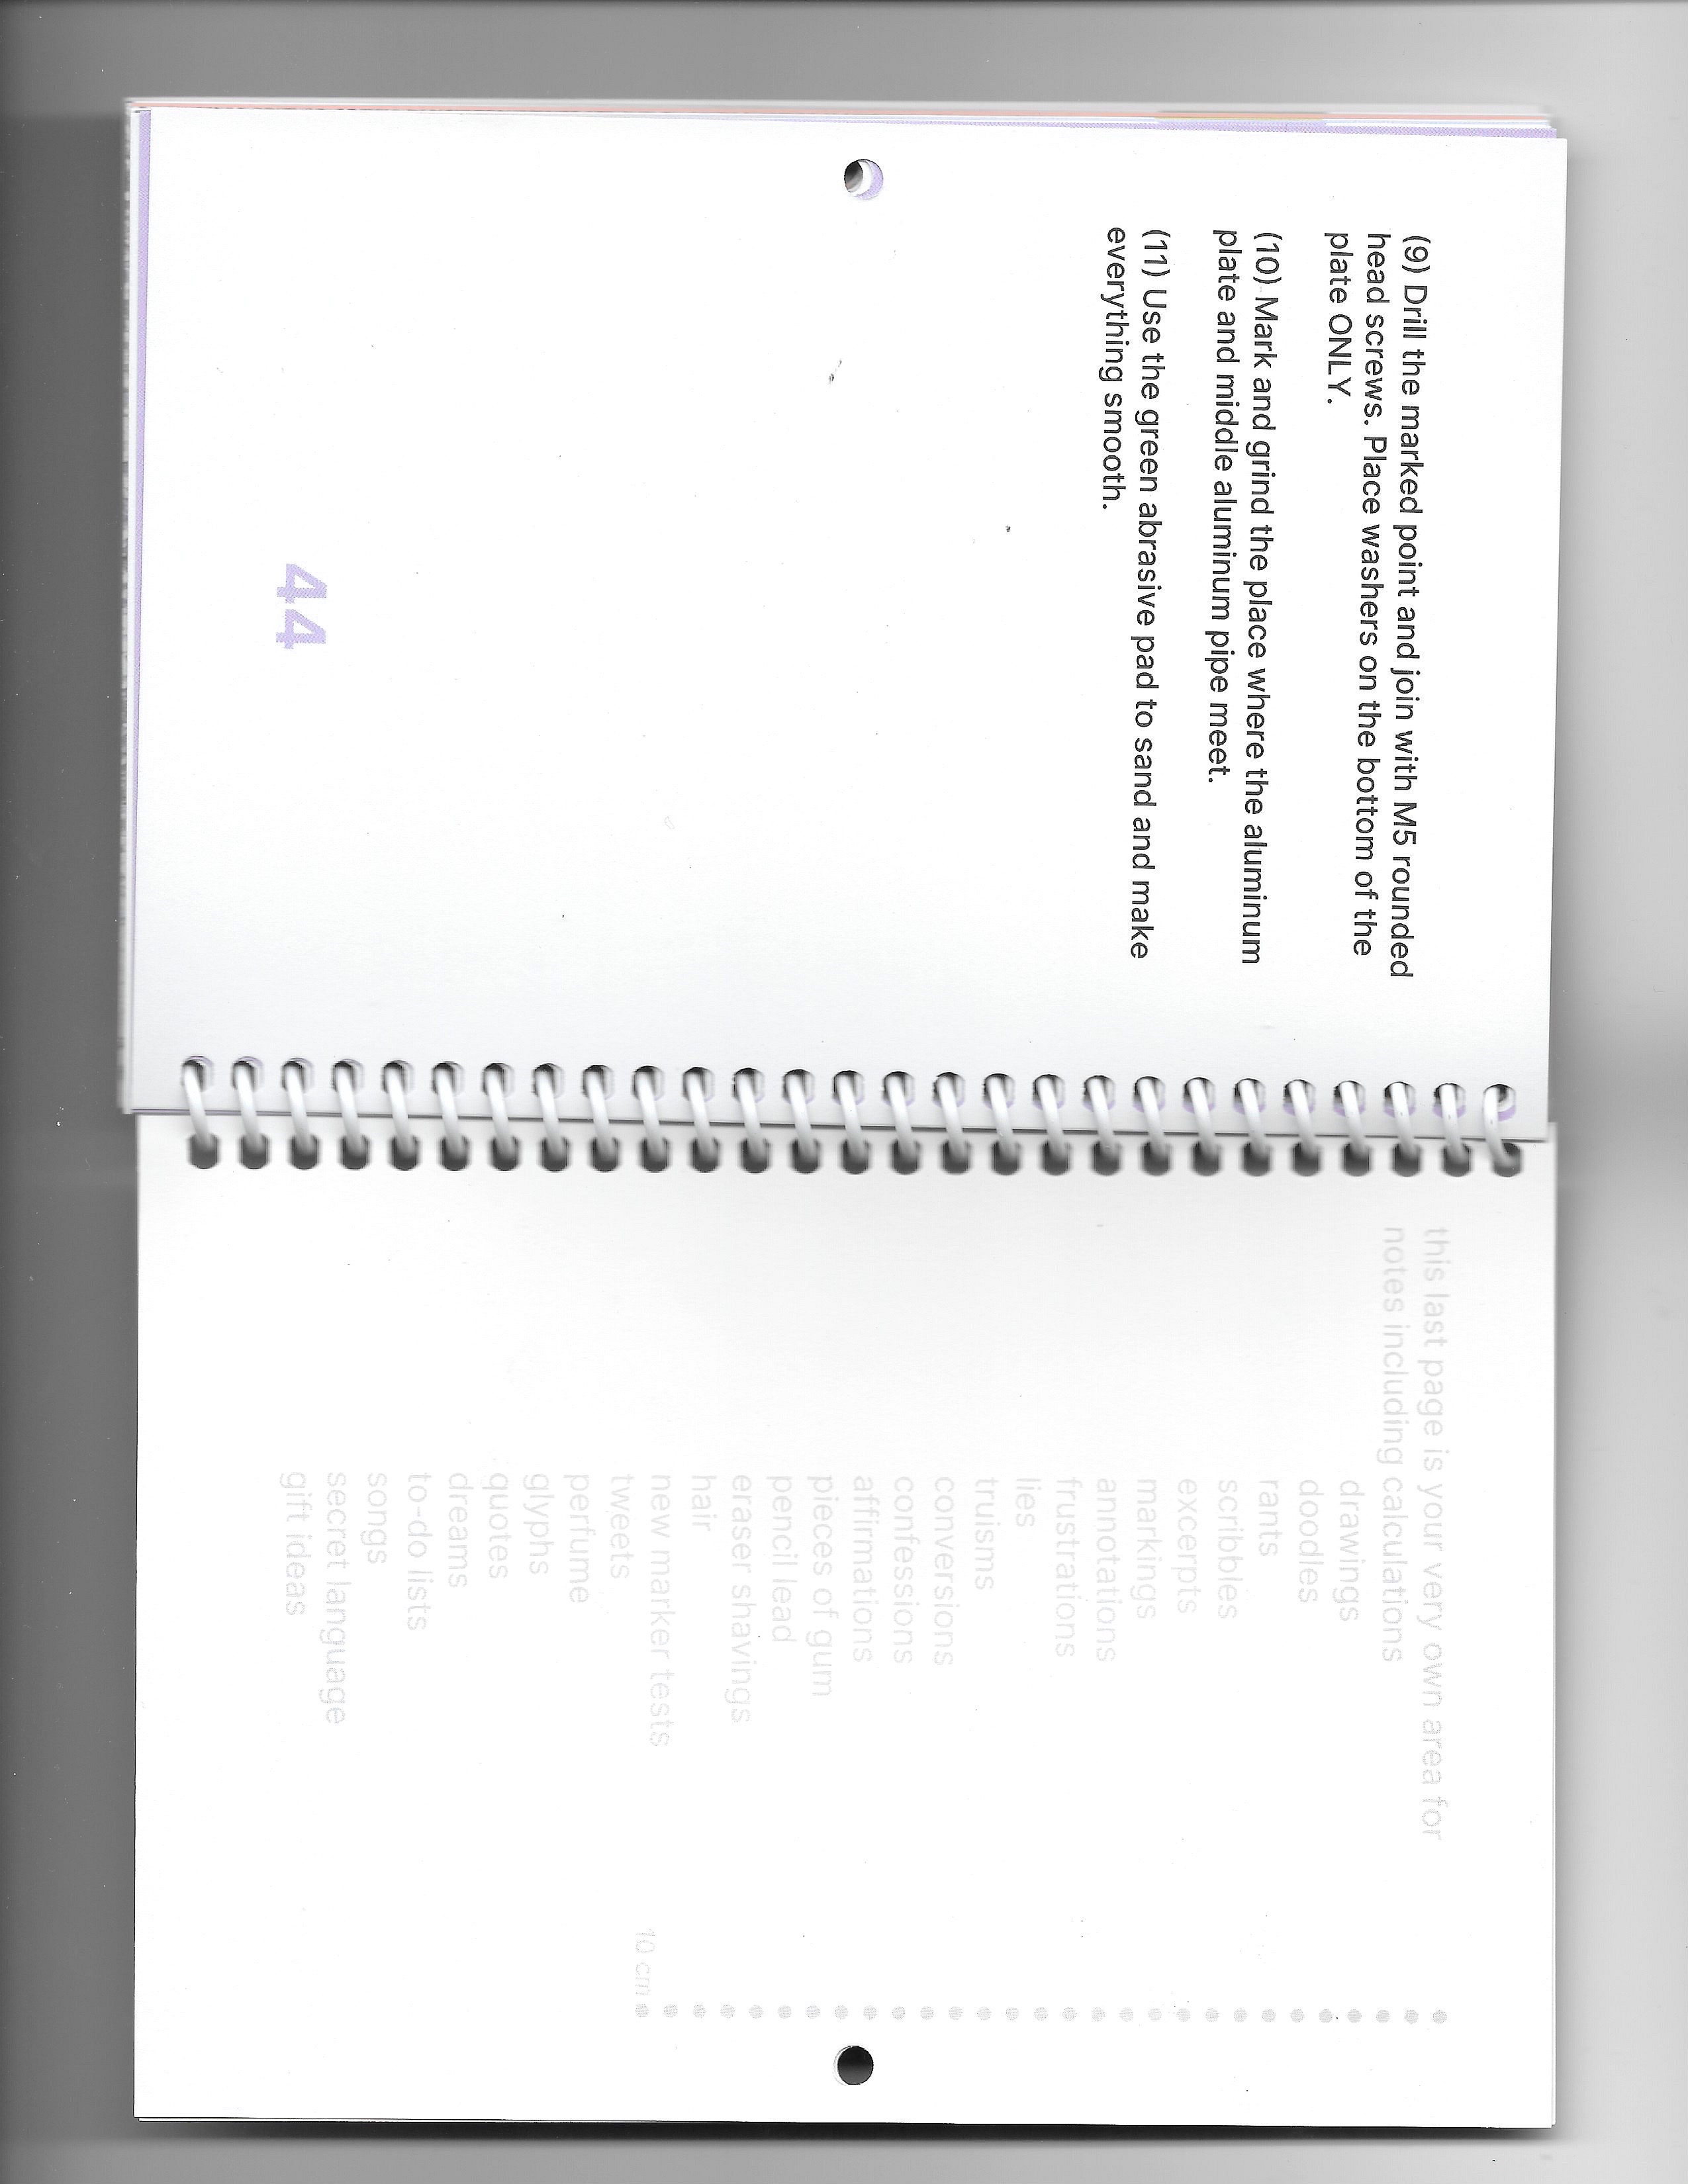 (9) Drill the marked point and join with M5 rounded
head screws. Place washers on the bottom of the
plate ONLY.
(10) Mark and grind the place where the aluminum
plate and middle aluminum pipe meet.
(11) Use the green abrasive pad to sand and make
everything smooth.
44
this last page is your very own area for
notes including calculations
drawings
doodles
rants
scribbles
excerpts
markings
annotations
frustrations
lies
truisms
conversions
confessions
affirmations
pieces of gum
pencil lead
eraser shavings
hair
new marker tests
tweets
perfume
glyphs
quotes
dreams
to-do lists
songs
secret language
gift ideas
10 cm